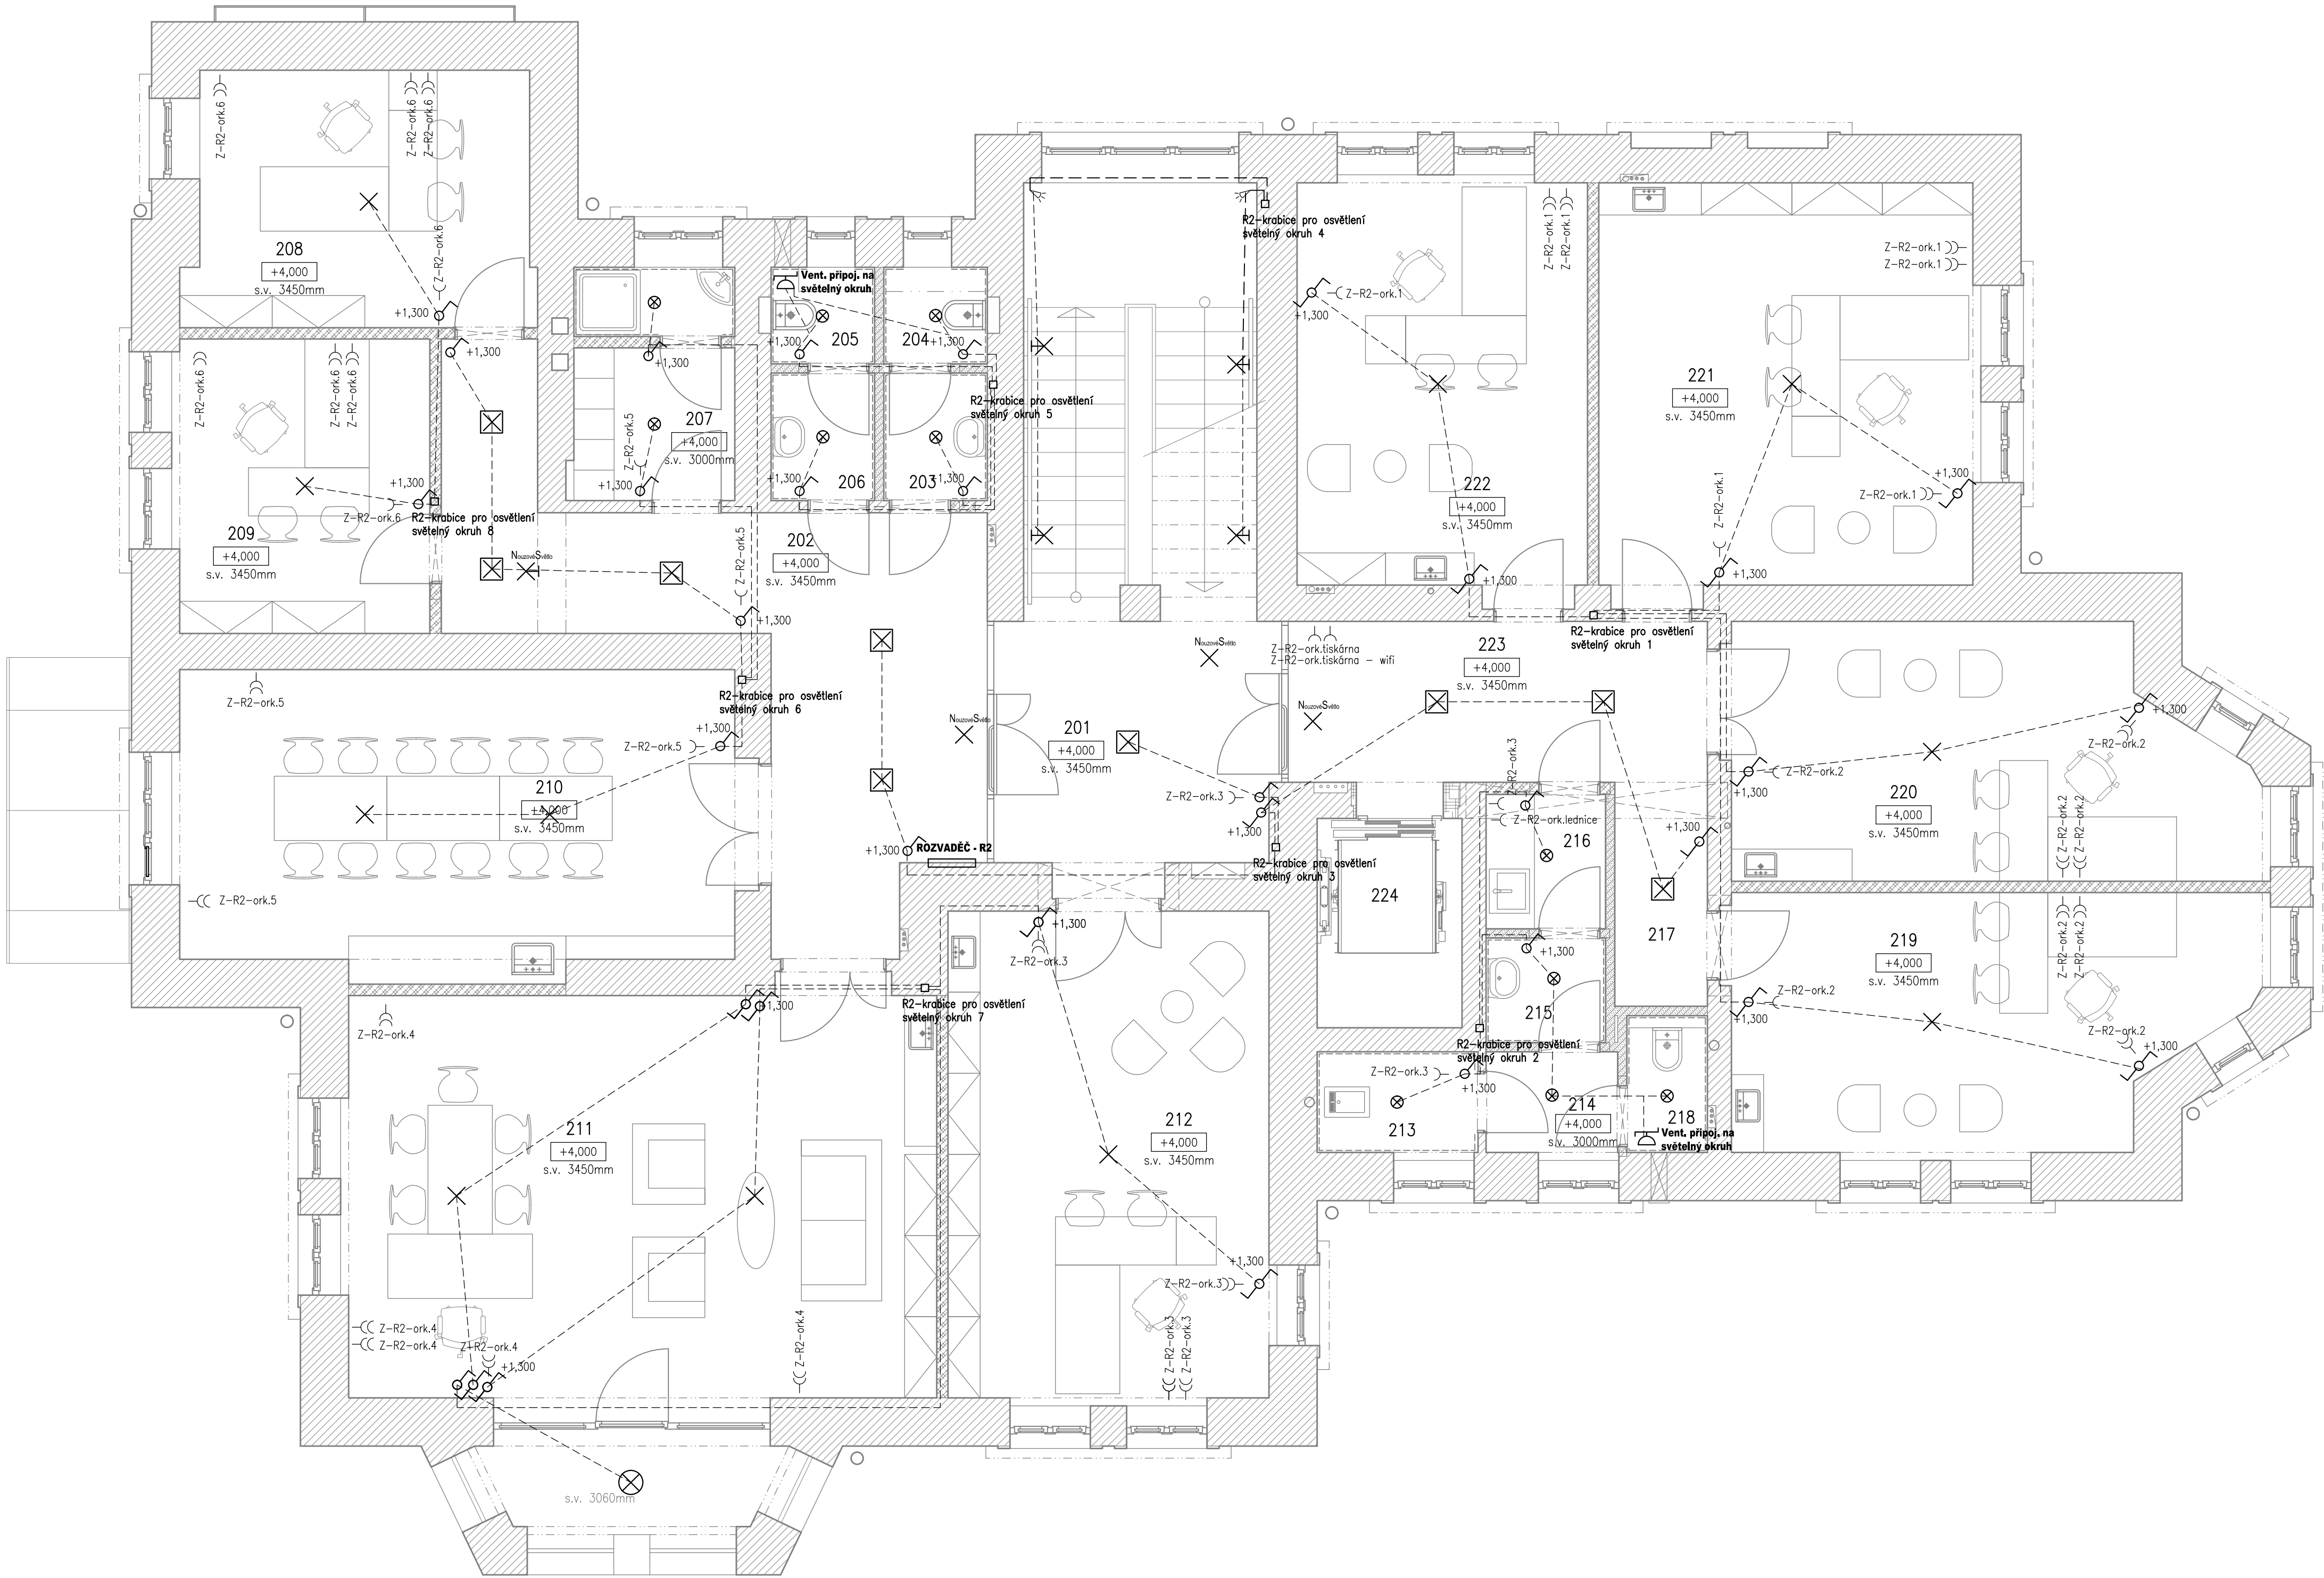 Z-R2-ork.6
Z-R2-ork.6
Z-R2-ork.6
208
+4,000
s.v. 3450mm
Z-R2-ork.6
+1,300
+1,300
Z-R2-ork.6
Z-R2-ork.6
Z-R2-ork.6
+1,300
Z-R2-ork.6
R2-krabice pro osvětlení
světelný okruh 8
209
+4,000
s.v. 3450mm
NouzovéSvětlo
+1,300
Z-R2-ork.5
207
+4,000
s.v. 3000mm
+1,300
Vent. připoj. na
světelný okruh
205
+1,300
204
+1,300
R2-krabice pro osvětlení
světelný okruh 5
206
+1,300
203
+1,300
202
+4,000
s.v. 3450mm
Z-R2-ork.5
+1,300
R2-krabice pro osvětlení
světelný okruh 4
Z-R2-ork.1
+1,300
Z-R2-ork.1
Z-R2-ork.1
222
+4,000
s.v. 3450mm
+1,300
Z-R2-ork.1
Z-R2-ork.1
221
+4,000
s.v. 3450mm
+1,300
Z-R2-ork.1
Z-R2-ork.1
+1,300
R2-krabice pro osvětlení
světelný okruh 1
Z-R2-ork.5
R2-krabice pro osvětlení
světelný okruh 6
+1,300
Z-R2-ork.5
210
+4,000
s.v. 3450mm
Z-R2-ork.5
NouzovéSvětlo
NouzovéSvětlo
NouzovéSvětlo
201
+4,000
s.v. 3450mm
Z-R2-ork.tiskárna
Z-R2-ork.tiskárna - wifi
223
+4,000
s.v. 3450mm
Z-R2-ork.3
+1,300
+1,300
ROZVADĚČ - R2
R2-krabice pro osvětlení
světelný okruh 3
Z-R2-ork.3
Z-R2-ork.lednice
216
+1,300
+1,300
Z-R2-ork.2
+1,300
Z-R2-ork.2
+1,300
220
+4,000
s.v. 3450mm
Z-R2-ork.2
Z-R2-ork.2
224
217
219
+4,000
s.v. 3450mm
Z-R2-ork.2
Z-R2-ork.2
Z-R2-ork.2
+1,300
Z-R2-ork.2
+1,300
+1,300
Z-R2-ork.3
+1,300
215
R2-krabice pro osvětlení
světelný okruh 2
Z-R2-ork.3
+1,300
213
214
+4,000
s.v. 3000mm
218
Vent. připoj. na
světelný okruh
+1,300
R2-krabice pro osvětlení
světelný okruh 7
Z-R2-ork.4
211
+4,000
s.v. 3450mm
212
+4,000
s.v. 3450mm
+1,300
Z-R2-ork.3
Z-R2-ork.3
Z-R2-ork.3
Z-R2-ork.4
Z-R2-ork.4
Z-R2-ork.4
+1,300
Z-R2-ork.4
s.v. 3060mm